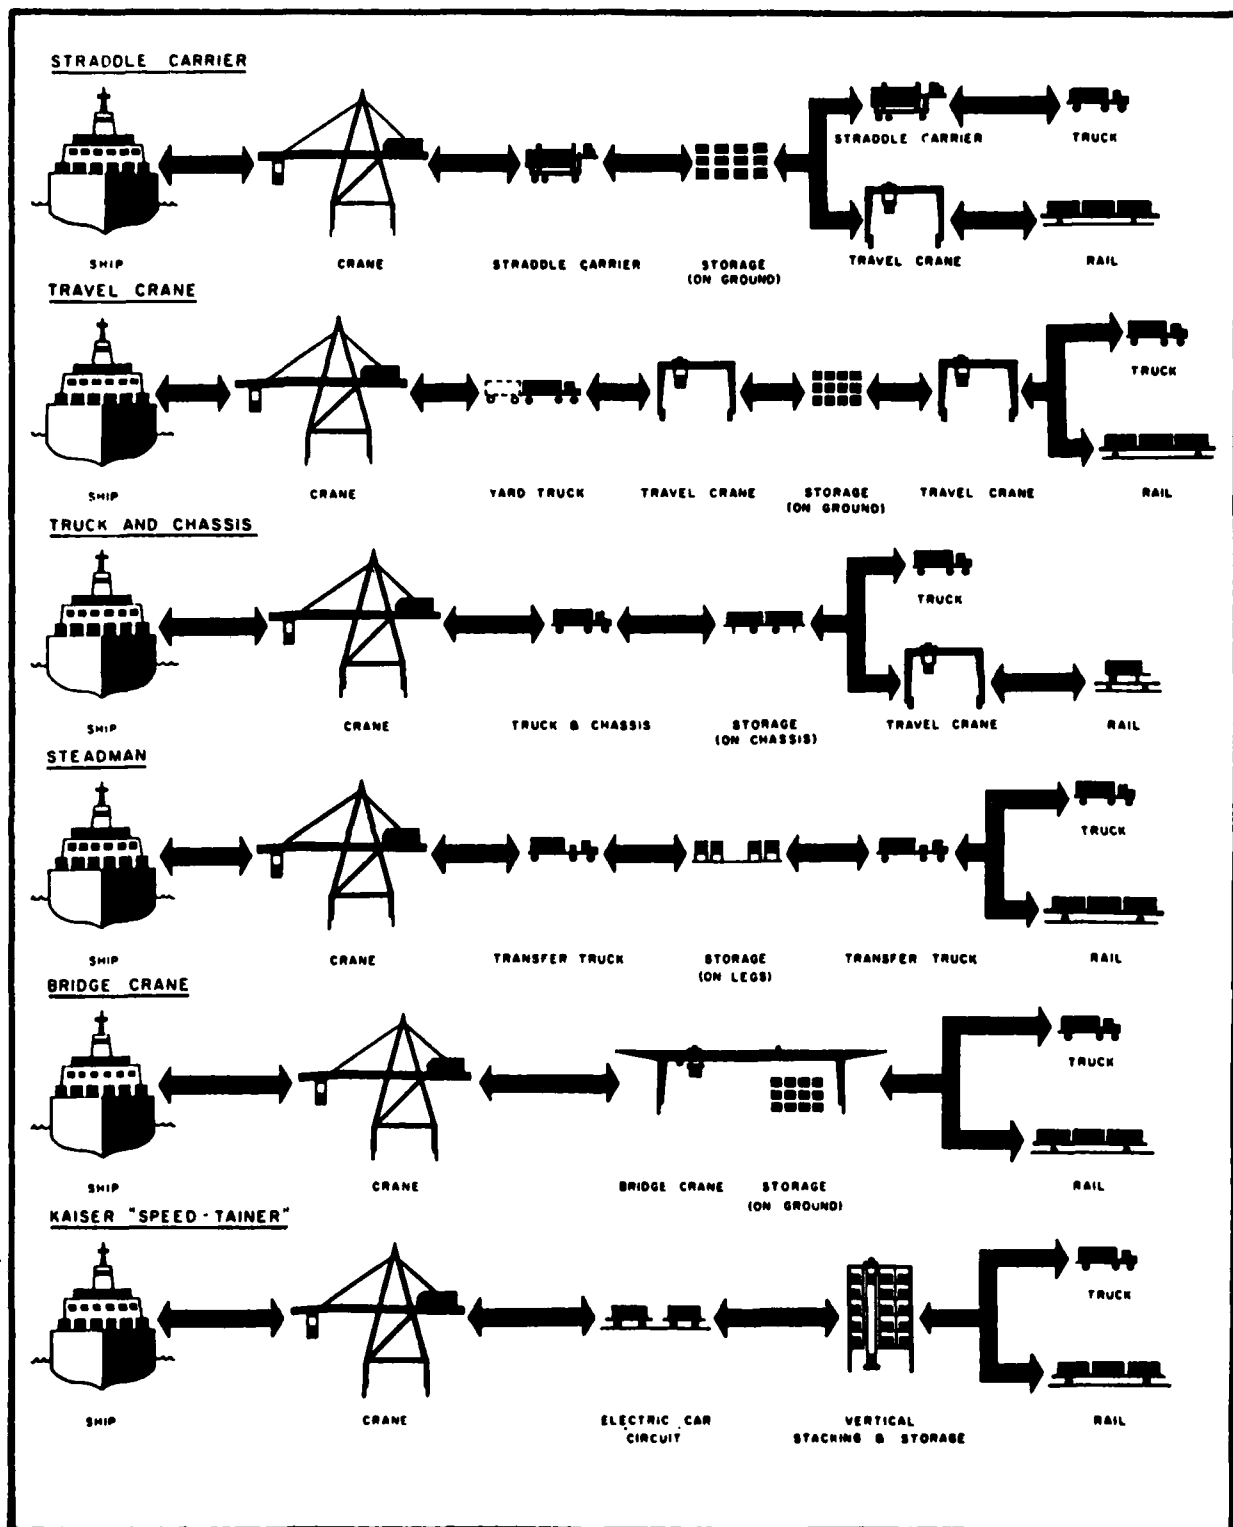 STRADDLE CARRIER
STRADDLE CARRIER
TRUCK
SHIP
CRANE
STRADDLE CARRIER
STORAGE
(ON GROUND)
TRAVEL CRANE
RAIL
TRAVEL CRANE
TRUCK
SHIP
CRANE
YARD TRUCK
TRAVEL CRANE
STORAGE
(ON GROUND)
TRAVEL CRANE
RAIL
TRUCK AND CHASSIS
TRUCK
SHIP
CRANE
TRUCK & CHASSIS
STORAGE
(ON CHASSIS)
TRAVEL CRANE
RAIL
STEADMAN
TRUCK
SHIP
CRANE
TRANSFER TRUCK
STORAGE
(ON LEGS)
TRANSFER TRUCK
RAIL
BRIDGE CRANE
TRUCK
SHIP
CRANE
BRIDGE CRANE
STORAGE
(ON GROUND)
RAIL
KAISER "SPEED-TAINER"
TRUCK
SHIP
CRANE
ELECTRIC CAR
CIRCUIT
VERTICAL
STACKING & STORAGE
RAIL